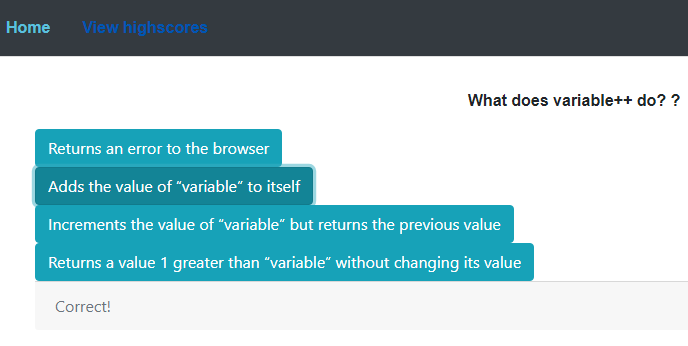 Home View highscores
What does variable++ do? ?
Returns an error to the browser
Adds the value of “variable” to itself
Increments the value of “variable” but returns the previous value
Returns a value 1 greater than “variable” without changing its value
Correct!